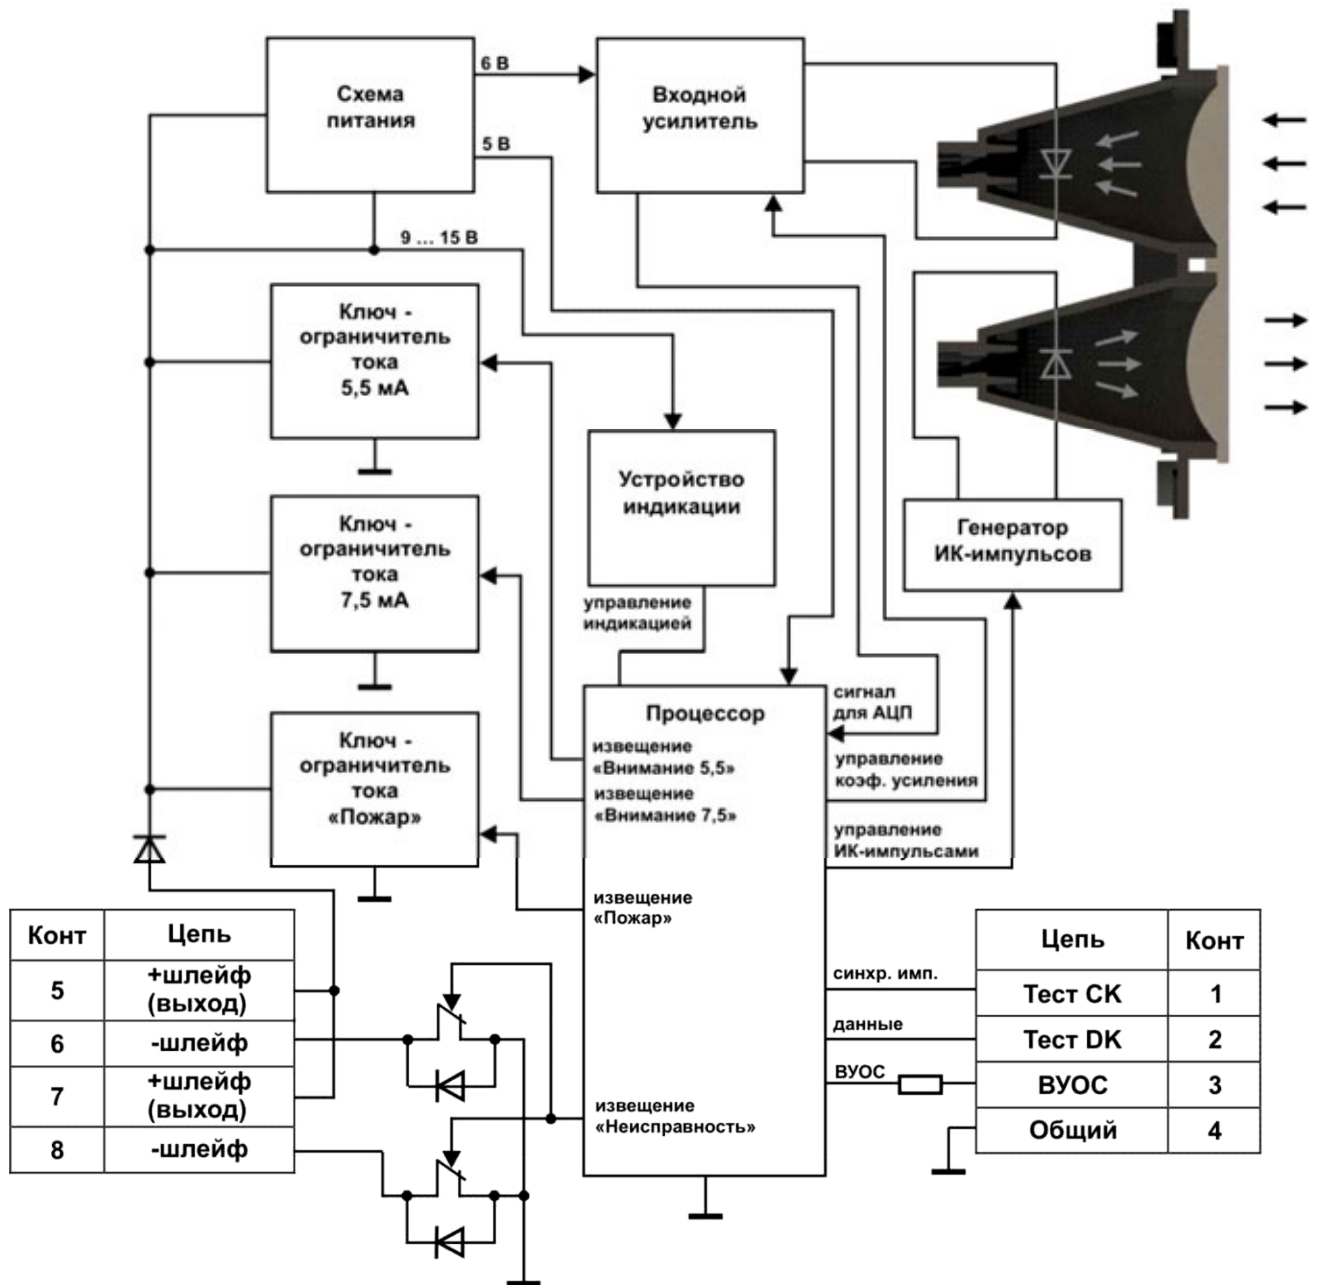 Схема
питания
6 В
5 В
9 ... 15 В
Входной
усилитель
Ключ -
ограничитель
тока
5,5 мА
Ключ -
ограничитель
тока
7,5 мА
Ключ -
ограничитель
тока
«Пожар»
Устройство
индикации
управление
индикацией
Генератор
ИК-импульсов
Процессор
извещение
«Внимание 5,5»
извещение
«Внимание 7,5»
извещение
«Пожар»
извещение
«Неисправность»
сигнал
для АЦП
управление
коэф. усиления
управление
ИК-импульсами
синхр. имп.
данные
ВУОС
Конт Цепь
5 +шлейф
(выход)
6 -шлейф
7 +шлейф
(выход)
8 -шлейф
Цепь Конт
Тест СК 1
Тест DК 2
ВУОС 3
Общий 4